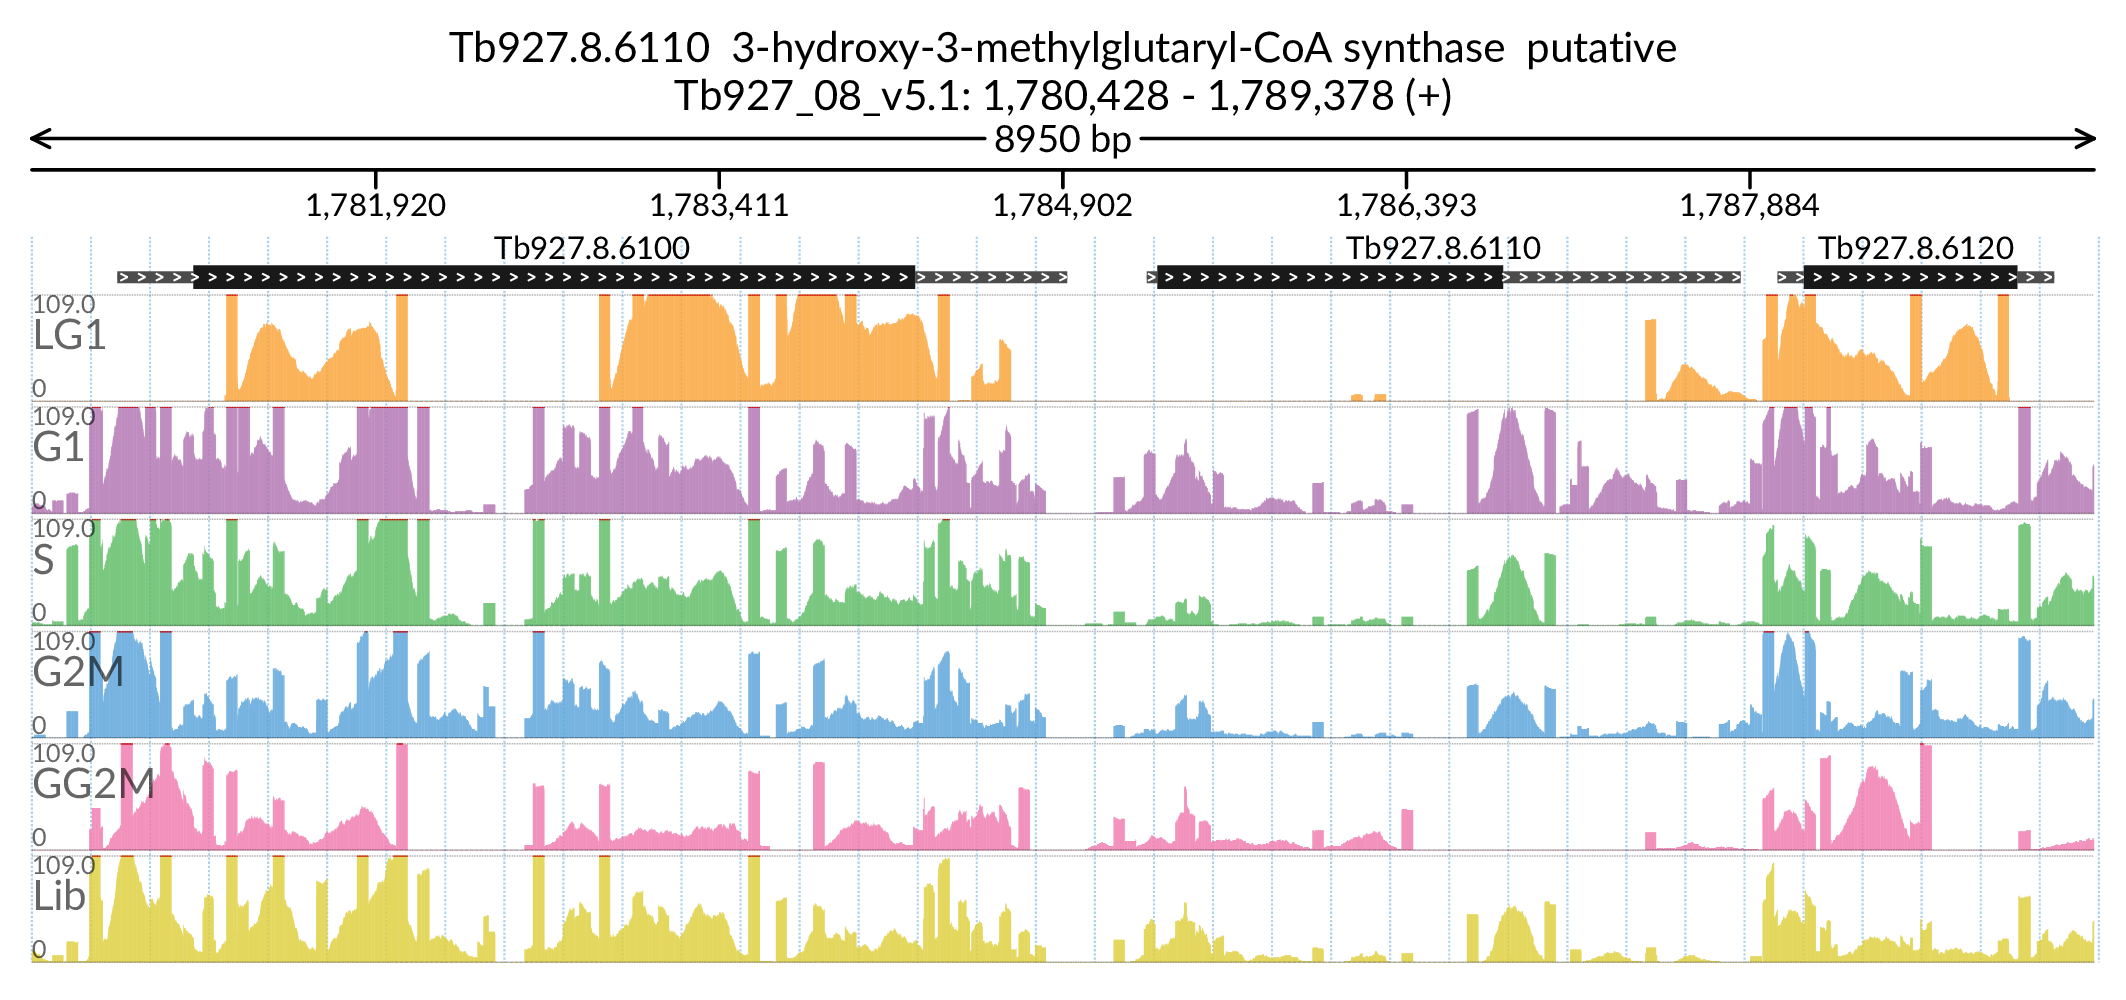 Tb927.8.6110 3-hydroxy-3-methylglutaryl-CoA synthase putative
Tb927_08_v5.1: 1,780,428 - 1,789,378 (+)
8950 bp
1,781,920 1,783,411 1,784,902 1,786,393 1,787,884
Tb927.8.6100 Tb927.8.6110 Tb927.8.6120
109.0
LG1
0
109.0
G1
0
109.0
S
0
109.0
G2M
0
109.0
GG2M
0
109.0
Lib
0